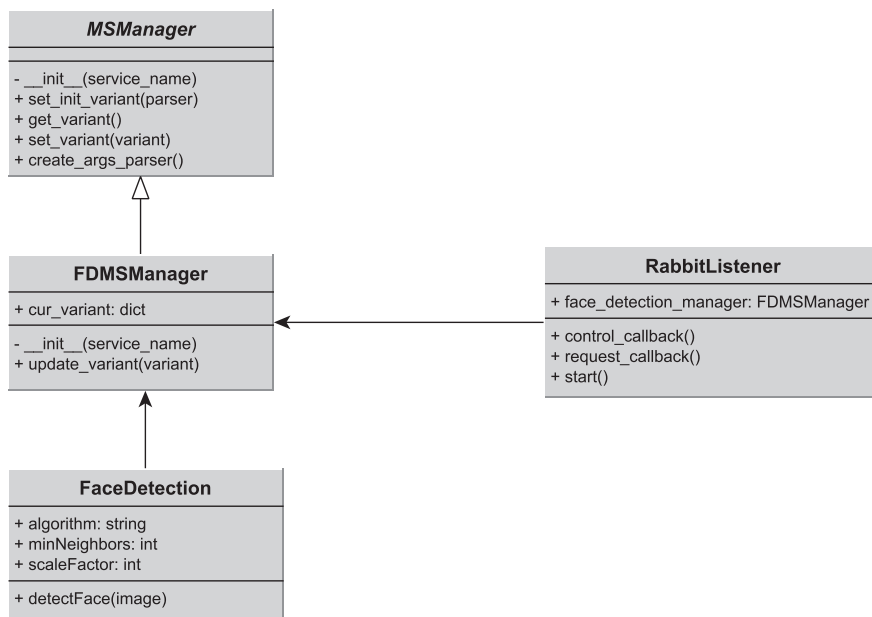 MSManager
- __init__(service_name)
+ set_init_variant(parser)
+ get_variant()
+ set_variant(variant)
+ create_args_parser()
FDMSManager
+ cur_variant: dict
- __init__(service_name)
+ update_variant(variant)
RabbitListener
+ face_detection_manager: FDMSManager
+ control_callback()
+ request_callback()
+ start()
FaceDetection
+ algorithm: string
+ minNeighbors: int
+ scaleFactor: int
+ detectFace(image)